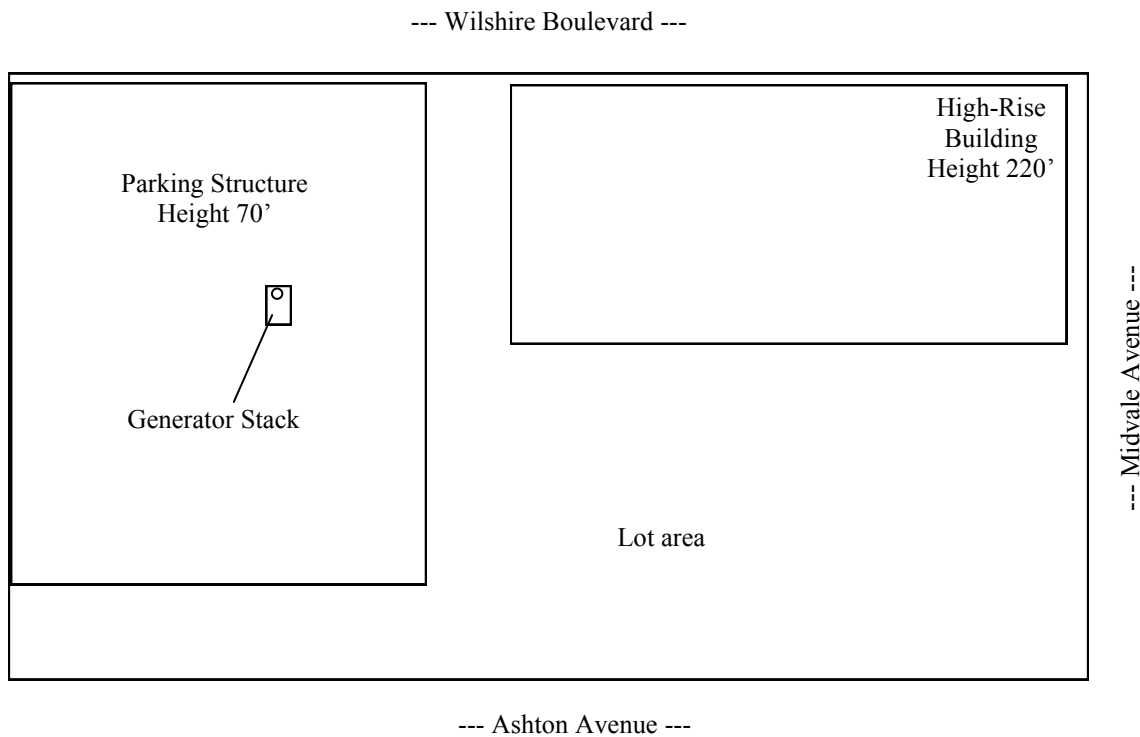 --- Wilshire Boulevard ---
High-Rise
Building
Height 220’
Parking Structure
Height 70’
--- Midvale Avenue ---
Generator Stack
Lot area
--- Ashton Avenue ---